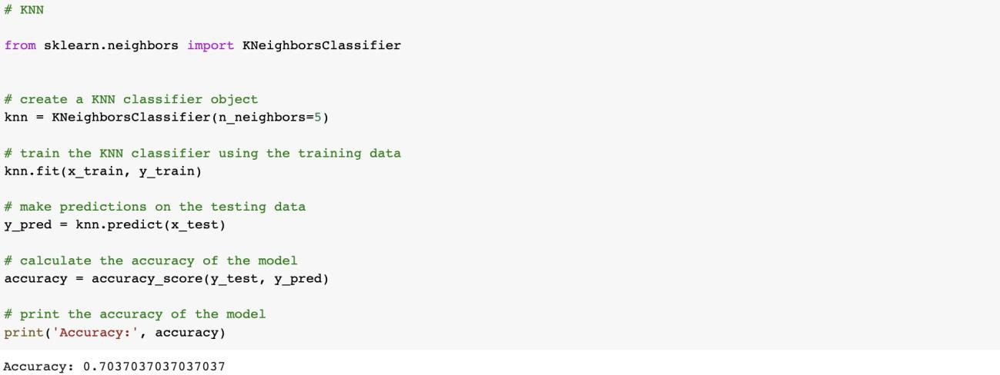 # KNN
from sklearn.neighbors import KNeighborsClassifier
# create a KNN classifier object
knn = KNeighborsClassifier(n_neighbors=5)
# train the KNN classifier using the training data
knn.fit(x_train, y_train)
# make predictions on the testing data
y_pred = knn.predict(x_test)
# calculate the accuracy of the model
accuracy = accuracy_score(y_test, y_pred)
# print the accuracy of the model
print('Accuracy:', accuracy)
Accuracy: 0.7037037037037037